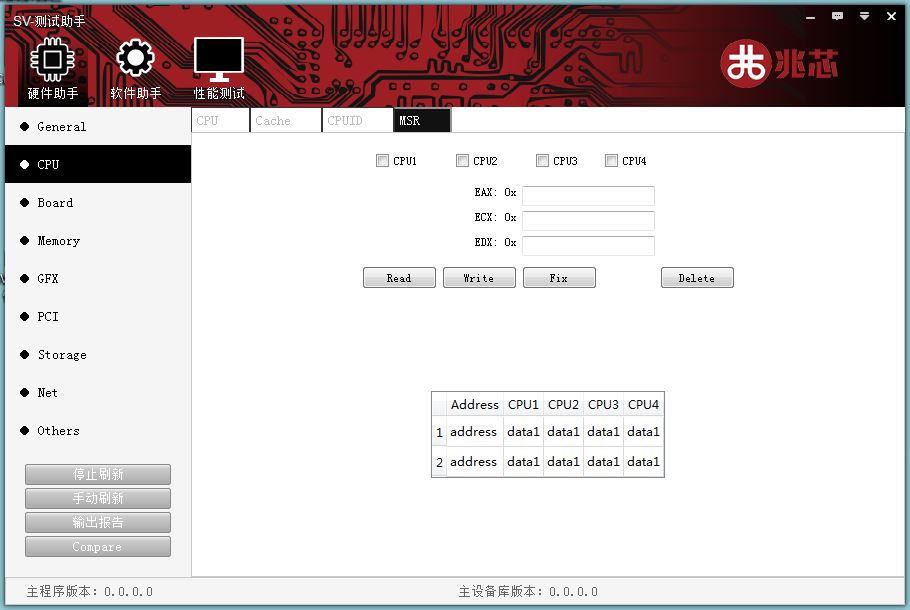 SV-测试助手
硬件助手 软件助手 性能测试 兆芯
General
CPU
Board
Memory
GFX
PCI
Storage
Net
Others
停止刷新
手动刷新
输出报告
Compare
CPU Cache CPUID MSR
CPU1 CPU2 CPU3 CPU4
EAX: 0x
ECX: 0x
EDX: 0x
Read Write Fix Delete
Address CPU1 CPU2 CPU3 CPU4
1 address data1 data1 data1 data1
2 address data1 data1 data1 data1
主程序版本: 0.0.0.0 主设备库版本: 0.0.0.0